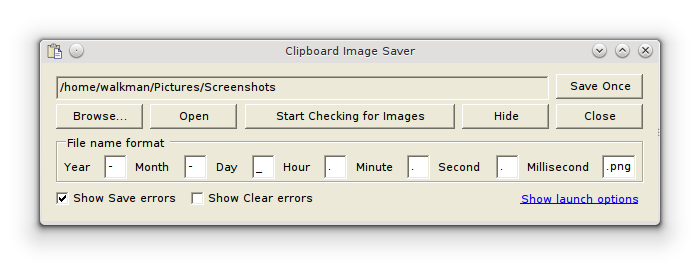 Clipboard Image Saver
/home/walkman/Pictures/Screenshots Save Once
Browse... Open Start Checking for Images Hide Close
File name format
Year - Month - Day _ Hour . Minute . Second . Millisecond .png
Show Save errors Show Clear errors Show launch options